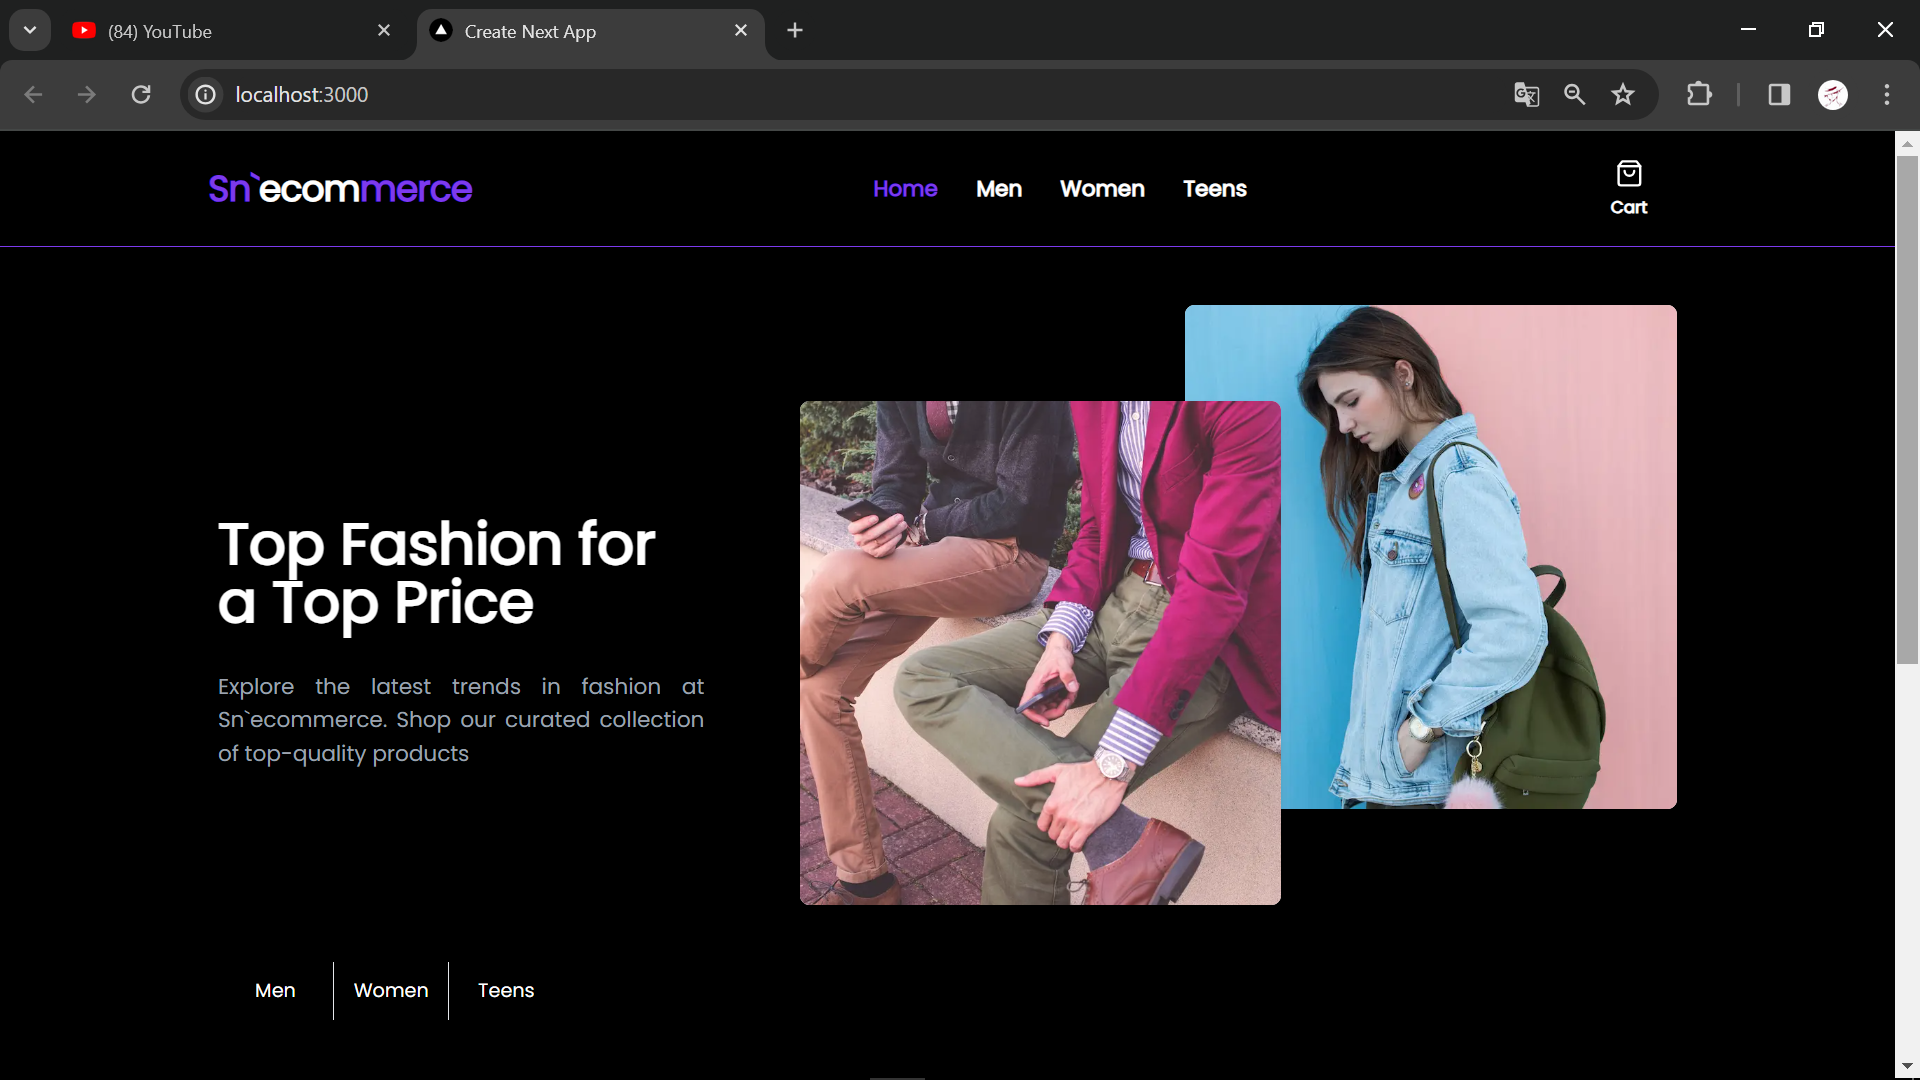 (84) YouTube
Create Next App
localhost:3000
Sn`ecommerce
Home
Men
Women
Teens
Cart
Top Fashion for
a Top Price
Explore the latest trends in fashion at
Sn`ecommerce. Shop our curated collection
of top-quality products
Men
Women
Teens